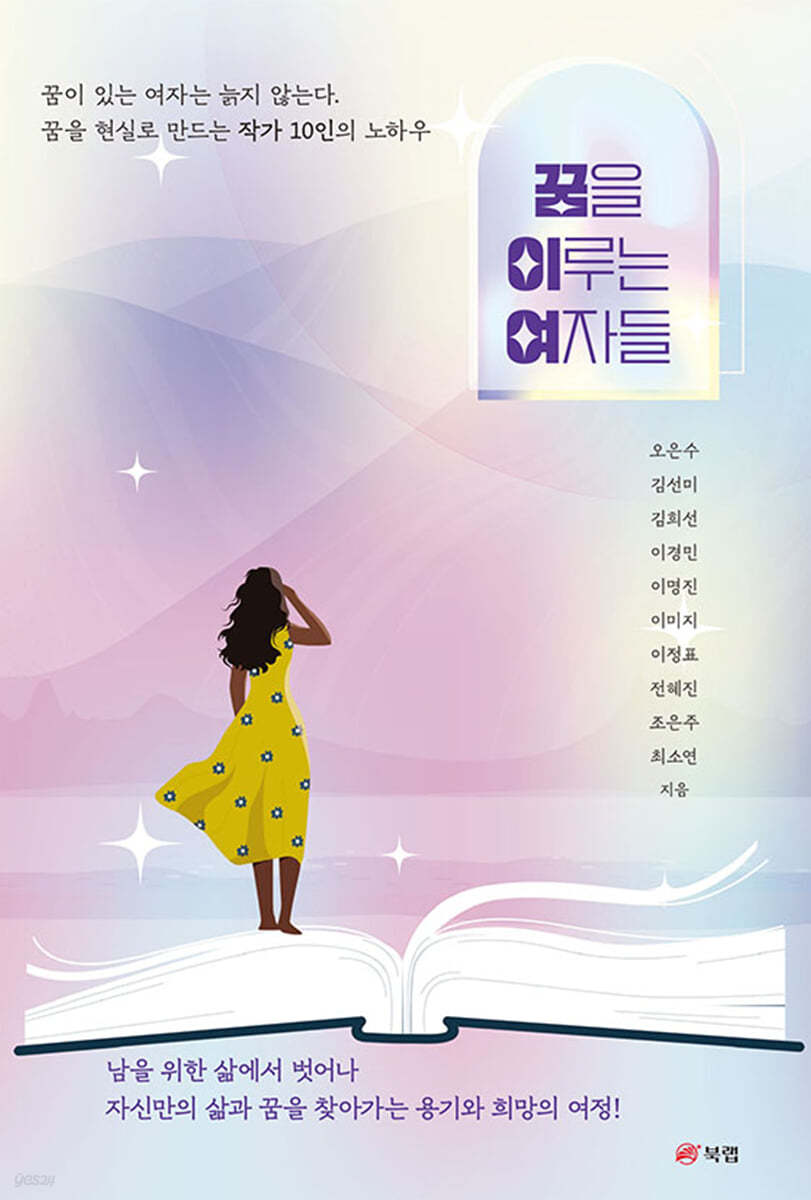 꿈이 있는 여자는 늙지 않는다.
꿈을 현실로 만드는 작가 10인의 노하우
꿈을
이루는
여자들
오은수
김선미
김희선
이경민
이명진
이미지
이정표
전혜진
조은주
최소연
지음
남을 위한 삶에서 벗어나
자신만의 삶과 꿈을 찾아가는 용기와 희망의 여정!
북랩
yes24